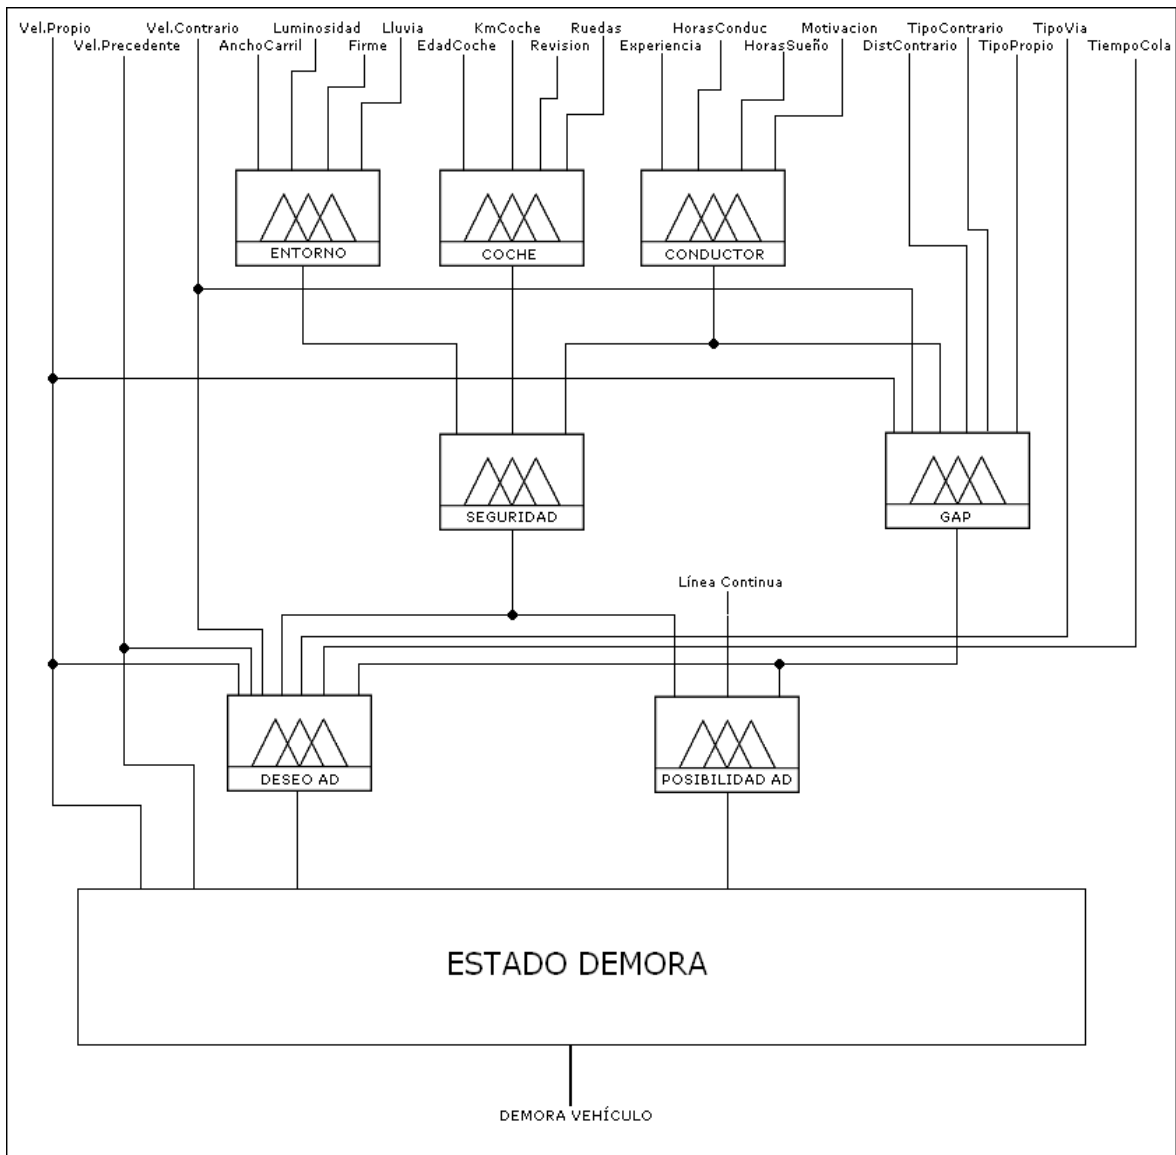 Vel.Propio
Vel.Contrario
Luminosidad
Lluvia
KmCoche
Ruedas
HorasConduc
Motivacion
TipoContrario
TipoVia
Vel.Precedente
AnchoCarril
Firme
EdadCoche
Revision
Experiencia
HorasSueño
DistContrario
TipoPropio
TiempoCola
ENTORNO
COCHE
CONDUCTOR
SEGURIDAD
GAP
Línea Continua
DESEO AD
POSIBILIDAD AD
ESTADO DEMORA
DEMORA VEHÍCULO